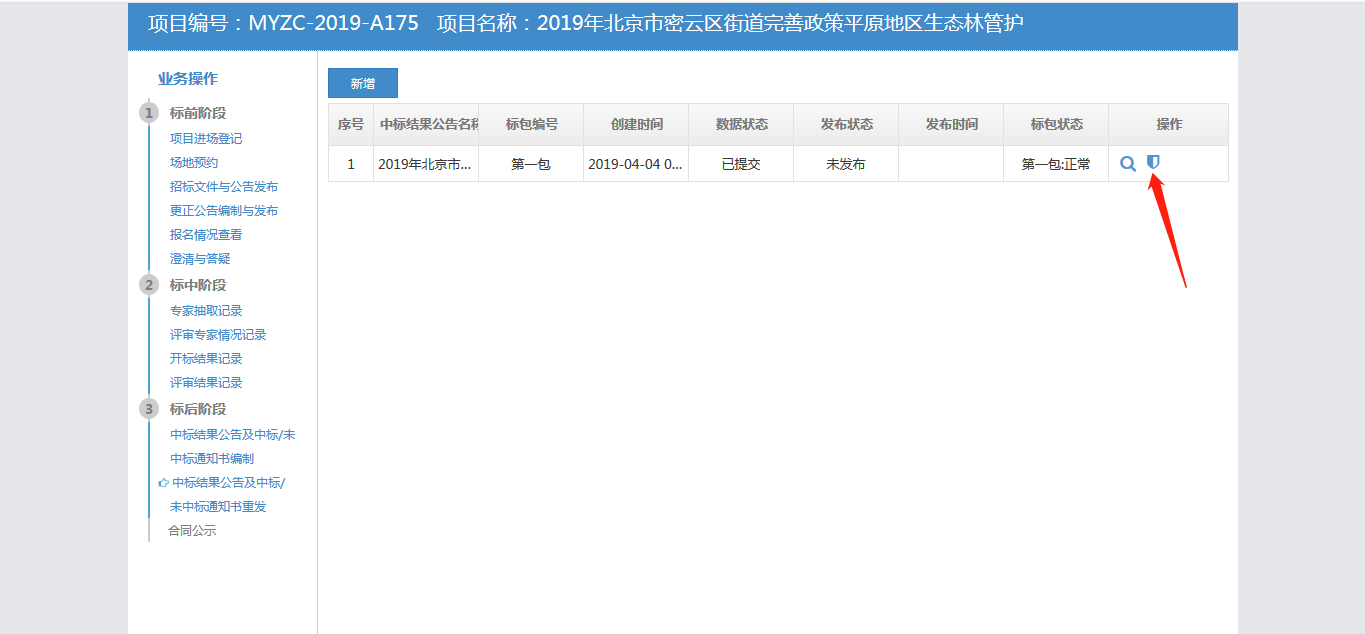 项目编号：MYZC-2019-A175 项目名称：2019年北京市密云区街道完善政策平原地区生态林管护
业务操作
1 标前阶段
项目进场登记
场地预约
招标文件与公告发布
更正公告编制与发布
报名情况查看
澄清与答疑
2 标中阶段
专家抽取记录
评审专家情况记录
开标结果记录
评审结果记录
3 标后阶段
中标结果公告及中标/未
中标通知书编制
中标结果公告及中标/
未中标通知书重发
合同公示
新增
序号 中标结果公告名称 标包编号 创建时间 数据状态 发布状态 发布时间 标包状态 操作
1 2019年北京市... 第一包 2019-04-04 0... 已提交 未发布 第一包:正常